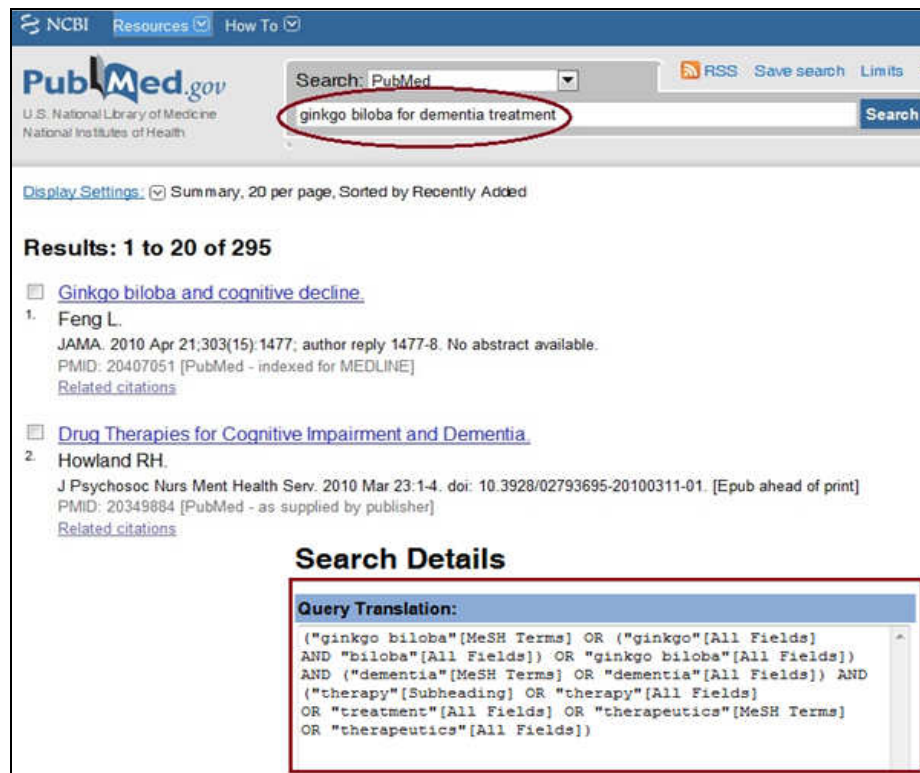 NCBI Resources How To
PubMed.gov
U.S. National Library of Medicine
National Institutes of Health
Search: PubMed
RSS Save search Limits
ginkgo biloba for dementia treatment
Search
Display Settings: Summary, 20 per page, Sorted by Recently Added
Results: 1 to 20 of 295
Ginkgo biloba and cognitive decline.
1. Feng L.
JAMA. 2010 Apr 21;303(15):1477; author reply 1477-8. No abstract available.
PMID: 20407051 [PubMed - indexed for MEDLINE]
Related citations
Drug Therapies for Cognitive Impairment and Dementia.
2. Howland RH.
J Psychosoc Nurs Ment Health Serv. 2010 Mar 23:1-4. doi: 10.3928/02793695-20100311-01. [Epub ahead of print]
PMID: 20349884 [PubMed - as supplied by publisher]
Related citations
Search Details
Query Translation:
("ginkgo biloba"[MeSH Terms] OR ("ginkgo"[All Fields]
AND "biloba"[All Fields]) OR "ginkgo biloba"[All Fields])
AND ("dementia"[MeSH Terms] OR "dementia"[All Fields]) AND
("therapy"[Subheading] OR "therapy"[All Fields]
OR "treatment"[All Fields] OR "therapeutics"[MeSH Terms]
OR "therapeutics"[All Fields])